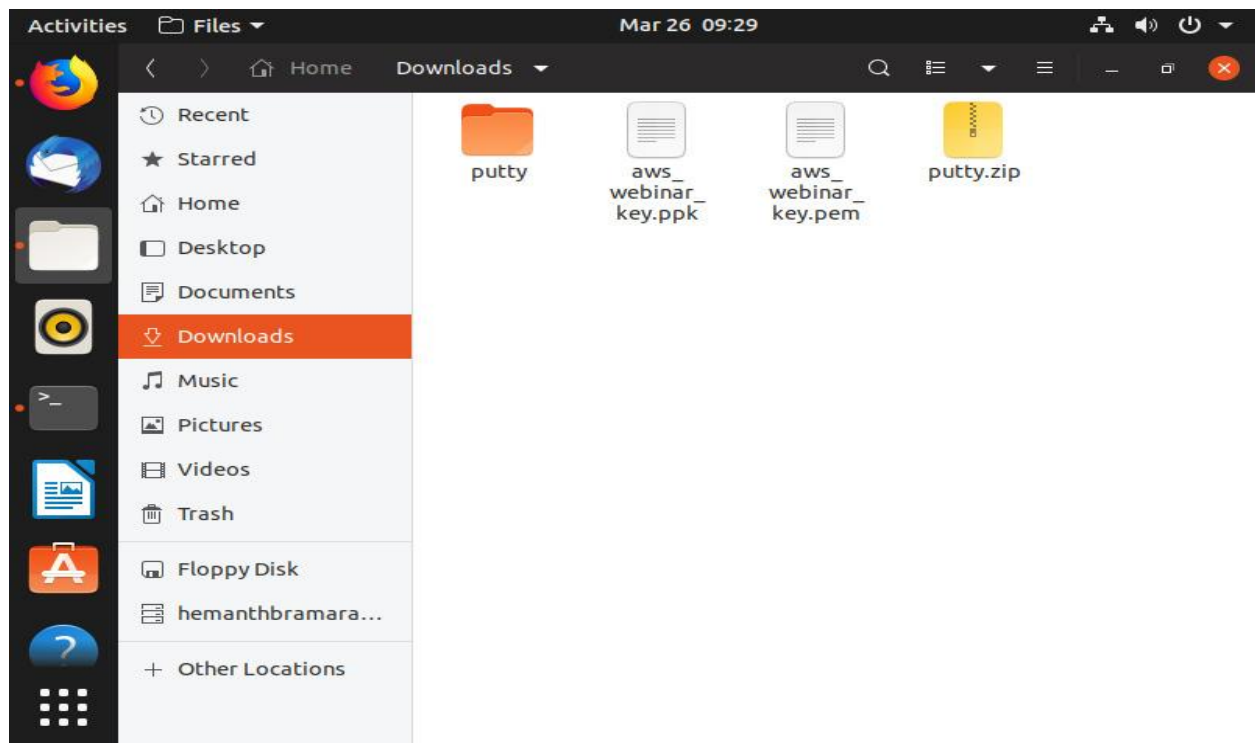 Activities Files Mar 26 09:29
Home Downloads
Recent
Starred
Home
Desktop
Documents
Downloads
Music
Pictures
Videos
Trash
Floppy Disk
hemanthbramara...
+ Other Locations
putty
aws_
webinar_
key.ppk
aws_
webinar_
key.pem
putty.zip
>_
A
?